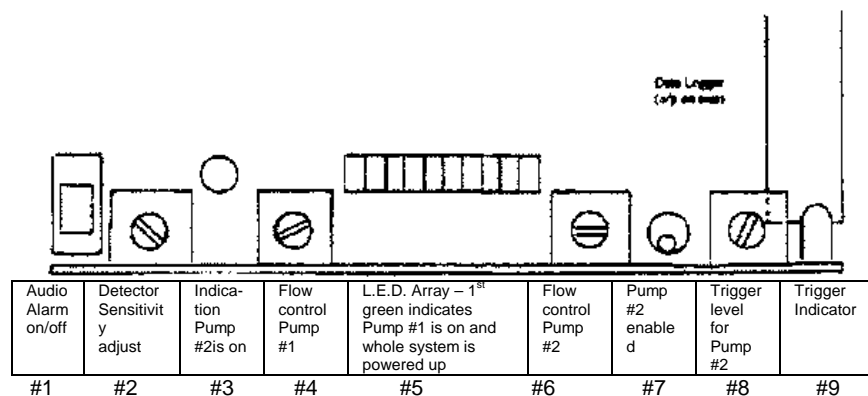 Data Logger
Audio Alarm on/off
Detector Sensitivit y adjust
Indica- tion Pump #2is on
Flow control Pump #1
L.E.D. Array – 1st green indicates Pump #1 is on and whole system is powered up
Flow control Pump #2
Pump #2 enable d
Trigger level for Pump #2
Trigger Indicator
#1 #2 #3 #4 #5 #6 #7 #8 #9